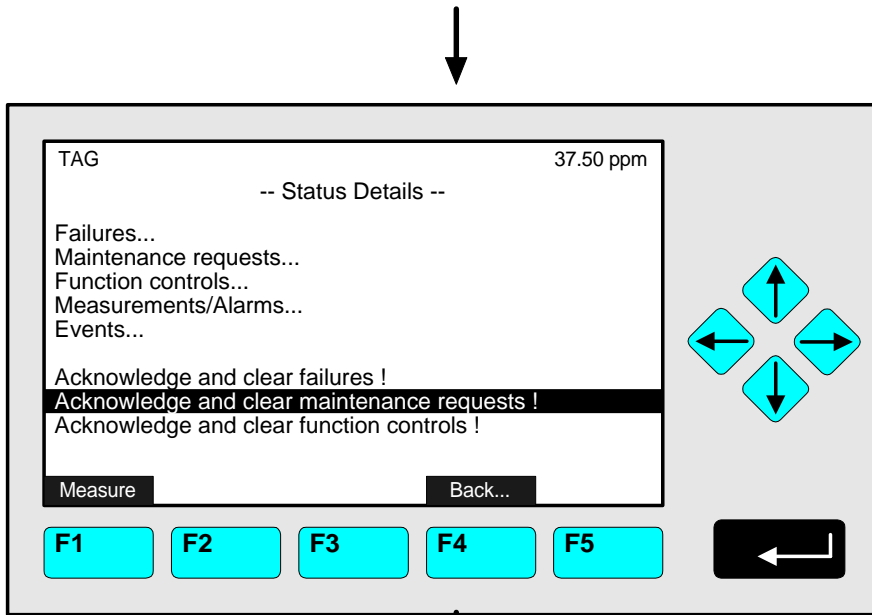 TAG 37.50 ppm
-- Status Details --
Failures...
Maintenance requests...
Function controls...
Measurements/Alarms...
Events...
Acknowledge and clear failures !
Acknowledge and clear maintenance requests !
Acknowledge and clear function controls !
Measure Back...
F1 F2 F3 F4 F5